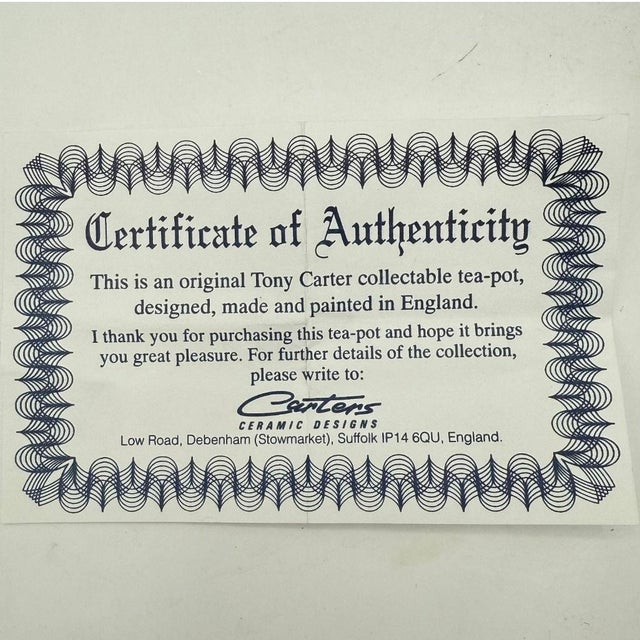 Certificate of Authenticity
This is an original Tony Carter collectable tea-pot,
designed, made and painted in England.
I thank you for purchasing this tea-pot and hope it brings
you great pleasure. For further details of the collection,
please write to:
Carters
CERAMIC DESIGNS
Low Road, Debenham (Stowmarket), Suffolk IP14 6QU, England.